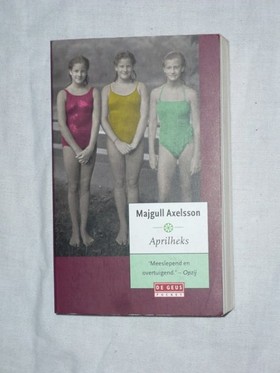 Majgull Axelsson
Aprilheks
'Meeslepend en
overtuigend.' – Opzij
DE GEUS
POCKET